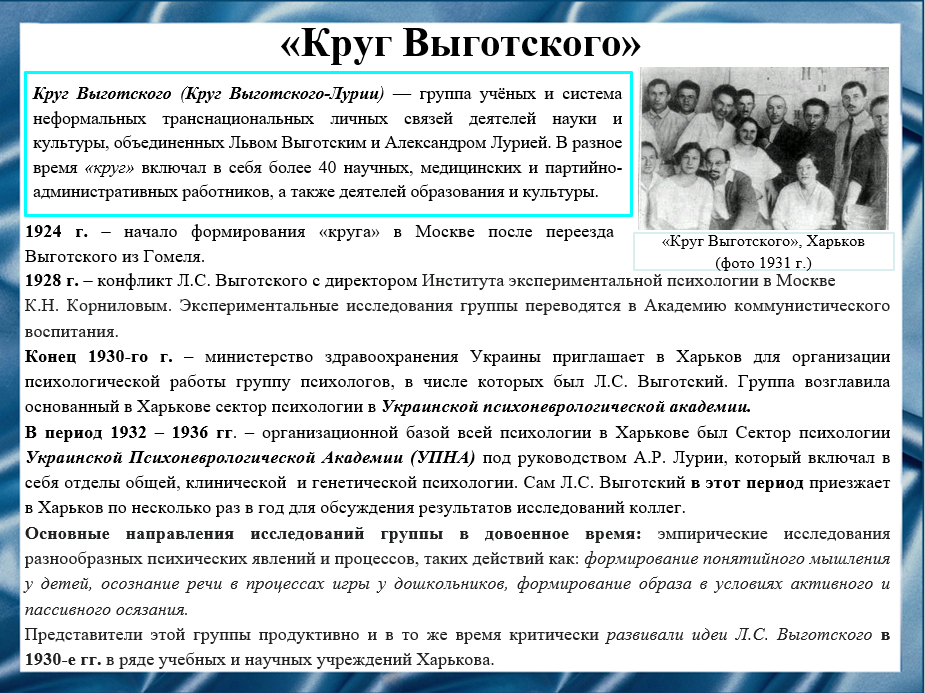 «Круг Выготского»
Круг Выготского (Круг Выготского-Лурии) — группа учёных и система
неформальных транснациональных личных связей деятелей науки и
культуры, объединенных Львом Выготским и Александром Лурией. В разное
время «круг» включал в себя более 40 научных, медицинских и партийно-
административных работников, а также деятелей образования и культуры.
«Круг Выготского», Харьков
(фото 1931 г.)
1924 г. – начало формирования «круга» в Москве после переезда
Выготского из Гомеля.
1928 г. – конфликт Л.С. Выготского с директором Института экспериментальной психологии в Москве
К.Н. Корниловым. Экспериментальные исследования группы переводятся в Академию коммунистического
воспитания.
Конец 1930-го г. – министерство здравоохранения Украины приглашает в Харьков для организации
психологической работы группу психологов, в числе которых был Л.С. Выготский. Группа возглавила
основанный в Харькове сектор психологии в Украинской психоневрологической академии.
В период 1932 – 1936 гг. – организационной базой всей психологии в Харькове был Сектор психологии
Украинской Психоневрологической Академии (УПНА) под руководством А.Р. Лурии, который включал в
себя отделы общей, клинической и генетической психологии. Сам Л.С. Выготский в этот период приезжает
в Харьков по несколько раз в год для обсуждения результатов исследований коллег.
Основные направления исследований группы в довоенное время: эмпирические исследования
разнообразных психических явлений и процессов, таких действий как: формирование понятийного мышления
у детей, осознание речи в процессах игры у дошкольников, формирование образа в условиях активного и
пассивного осязания.
Представители этой группы продуктивно и в то же время критически развивали идеи Л.С. Выготского в
1930-е гг. в ряде учебных и научных учреждений Харькова.